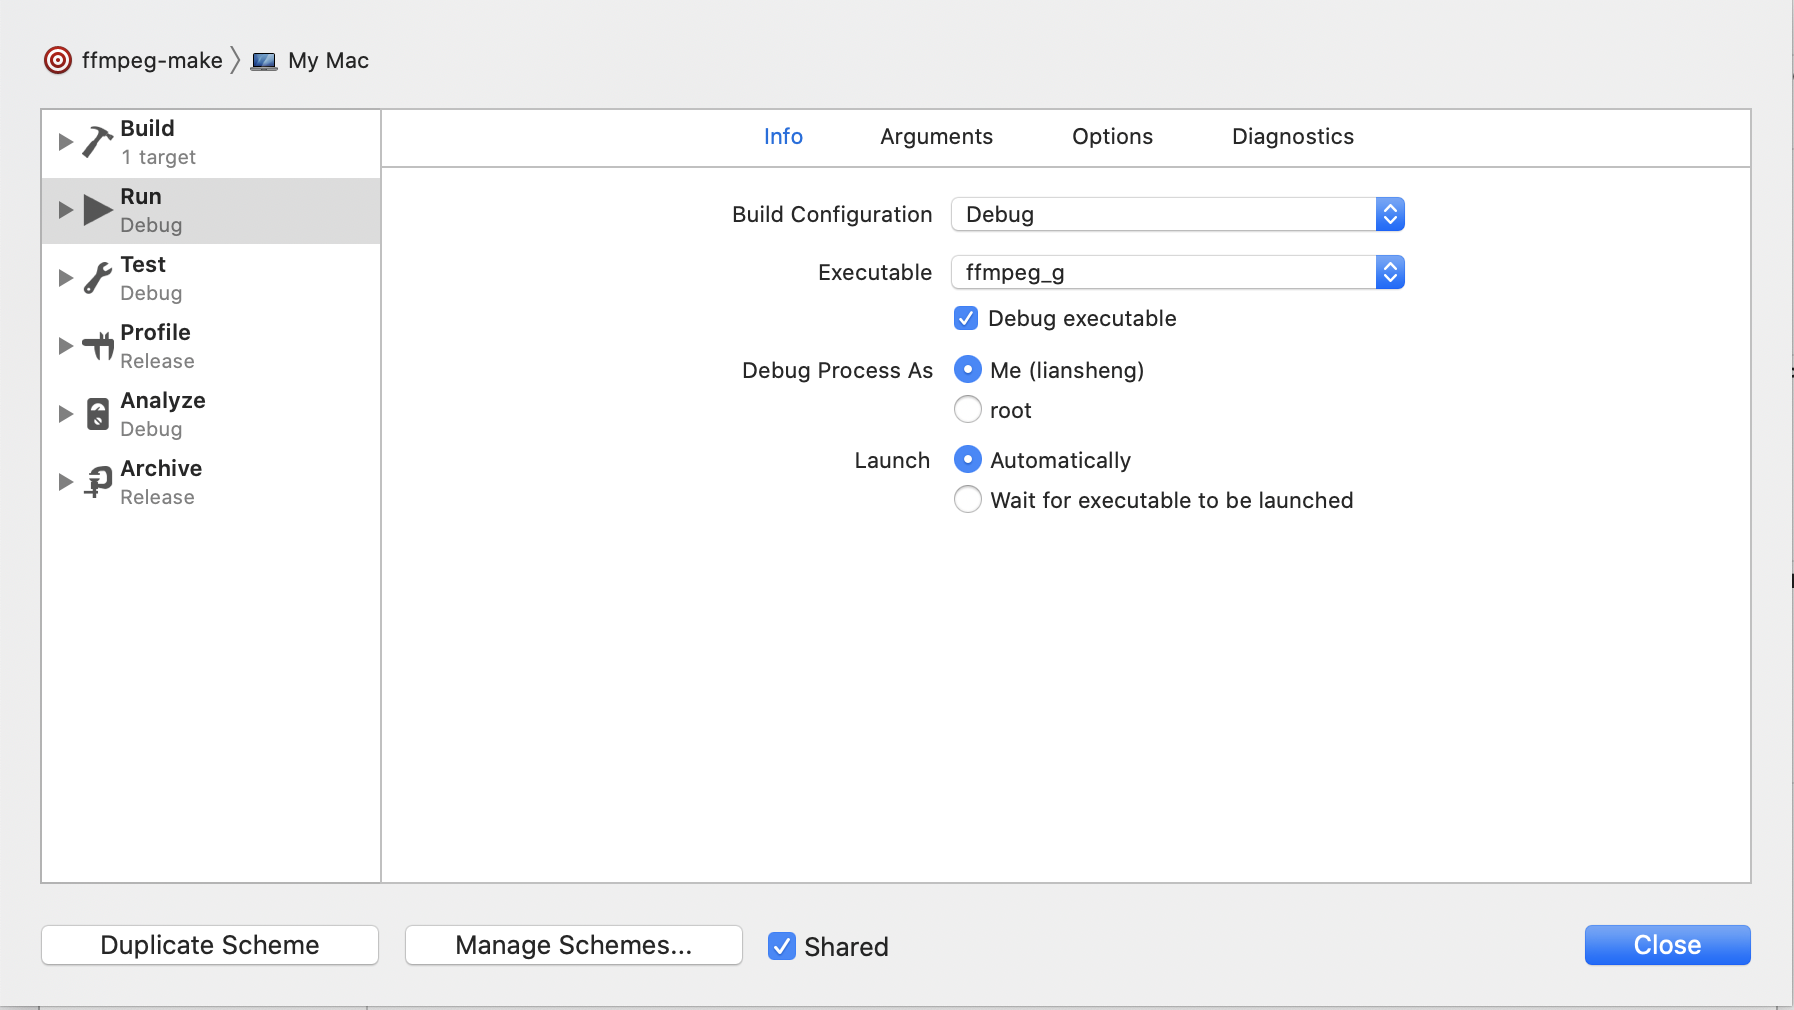 ffmpeg-make My Mac
Build
1 target
Run
Debug
Test
Debug
Profile
Release
Analyze
Debug
Archive
Release
Info Arguments Options Diagnostics
Build Configuration Debug
Executable ffmpeg_g
Debug executable
Debug Process As Me (liansheng)
root
Launch Automatically
Wait for executable to be launched
Duplicate Scheme Manage Schemes... Shared Close